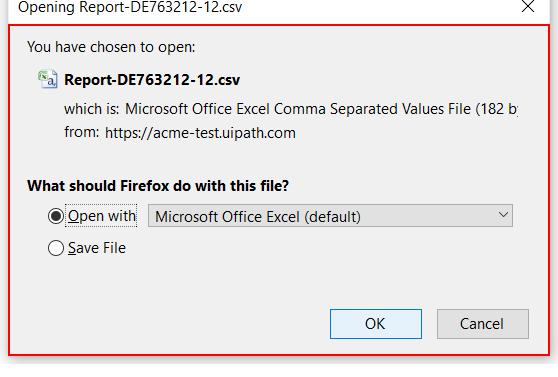 Opening Report-DE763212-12.csv
You have chosen to open:
Report-DE763212-12.csv
which is: Microsoft Office Excel Comma Separated Values File (182 by
from: https://acme-test.uipath.com
What should Firefox do with this file?
Open with Microsoft Office Excel (default)
Save File
OK Cancel